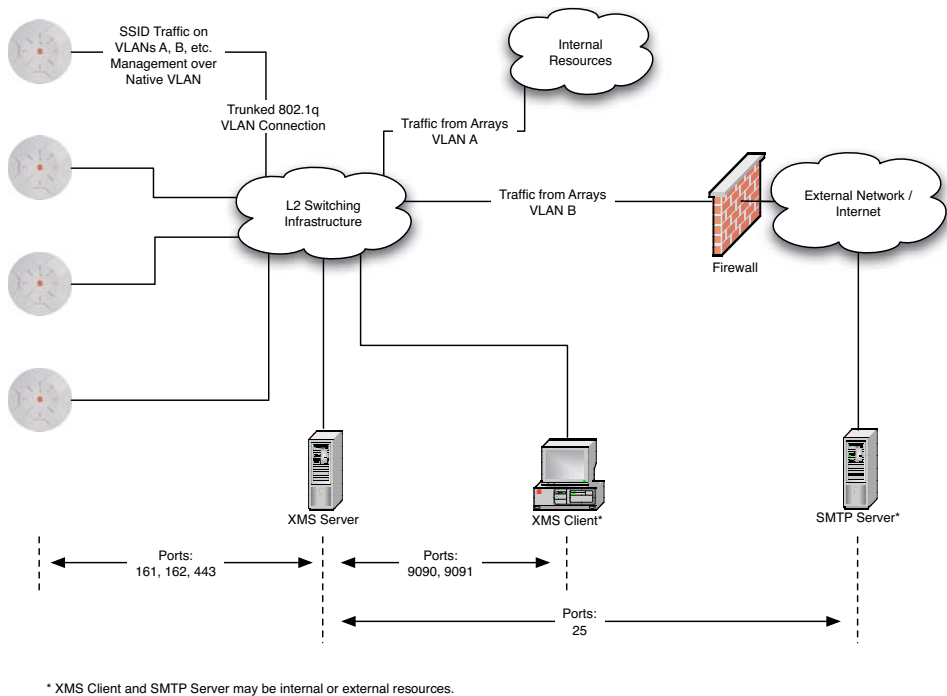 SSID Traffic on
VLANs A, B, etc.
Management over
Native VLAN
Trunked 802.1q
VLAN Connection
Internal
Resources
Traffic from Arrays
VLAN A
L2 Switching
Infrastructure
Traffic from Arrays
VLAN B
Firewall
External Network /
Internet
XMS Server
XMS Client*
SMTP Server*
Ports:
161, 162, 443
Ports:
9090, 9091
Ports:
25
* XMS Client and SMTP Server may be internal or external resources.